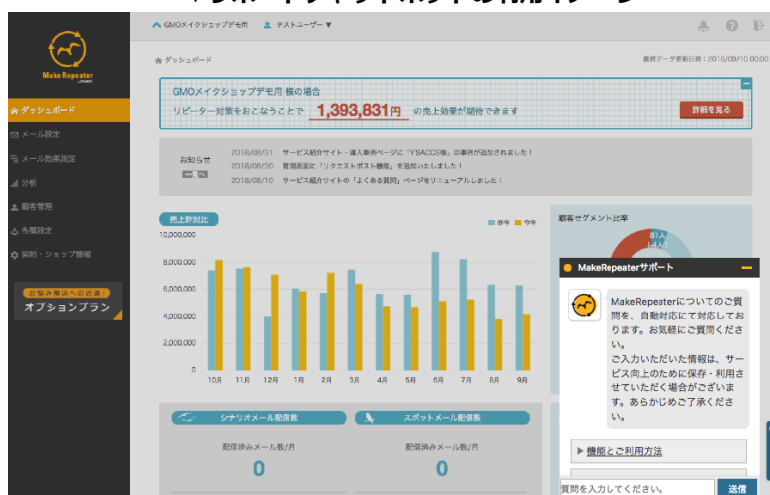 サポートチャットボットの利用イメージ
GMOメイクショップデモ用 テストユーザー ▼
Make Repeater
ダッシュボード
最終データ更新日時：2018/09/10 00:00
GMOメイクショップデモ用 様の場合
リピーター対策をおこなうことで 1,393,831円 の売上効果が期待できます
詳細を見る
ダッシュボード
メール設定
メール効果測定
分析
顧客管理
各種設定
契約・ショップ情報
お悩み解決への近道!
オプションプラン
お知らせ
一覧へ
2018/08/31 サービス紹介サイト・導入事例ページに「YSACCS様」の事例が追加されました！
2018/08/30 管理画面に「リクエストポスト機能」を追加いたしました！
2018/08/10 サービス紹介サイトの「よくある質問」ページをリニューアルしました！
売上昨対比
昨年 今年
10,000,000
8,000,000
6,000,000
4,000,000
2,000,000
0
10月 11月 12月 1月 2月 3月 4月 5月 6月 7月 8月 9月
顧客セグメント比率
81人
シナリオメール配信数
配信済みメール数/月
0
スポットメール配信数
配信済みメール数/月
0
MakeRepeaterサポート
MakeRepeaterについてのご質
問を、自動対応にて対応してお
ります。お気軽にご質問くださ
い。
ご入力いただいた情報は、サー
ビス向上のために保存・利用さ
せていただく場合がございま
す。あらかじめご了承くださ
い。
▶機能とご利用方法
質問を入力してください。
送信